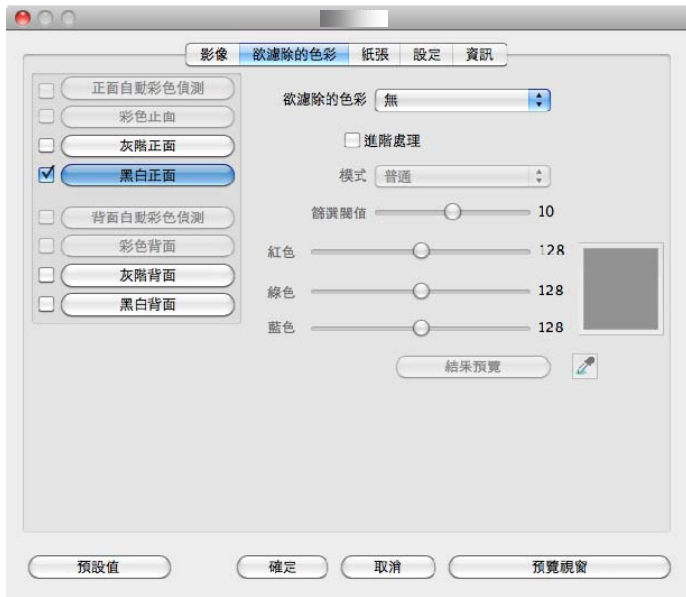 影像 欲濾除的色彩 紙張 設定 資訊
正面自動彩色偵測
彩色正面
灰階正面
黑白正面
背面自動彩色偵測
彩色背面
灰階背面
黑白背面
欲濾除的色彩 無
進階處理
模式 普通
篩選閥值 10
紅色 128
綠色 128
藍色 128
結果預覽
預設值 確定 取消 預覽視窗